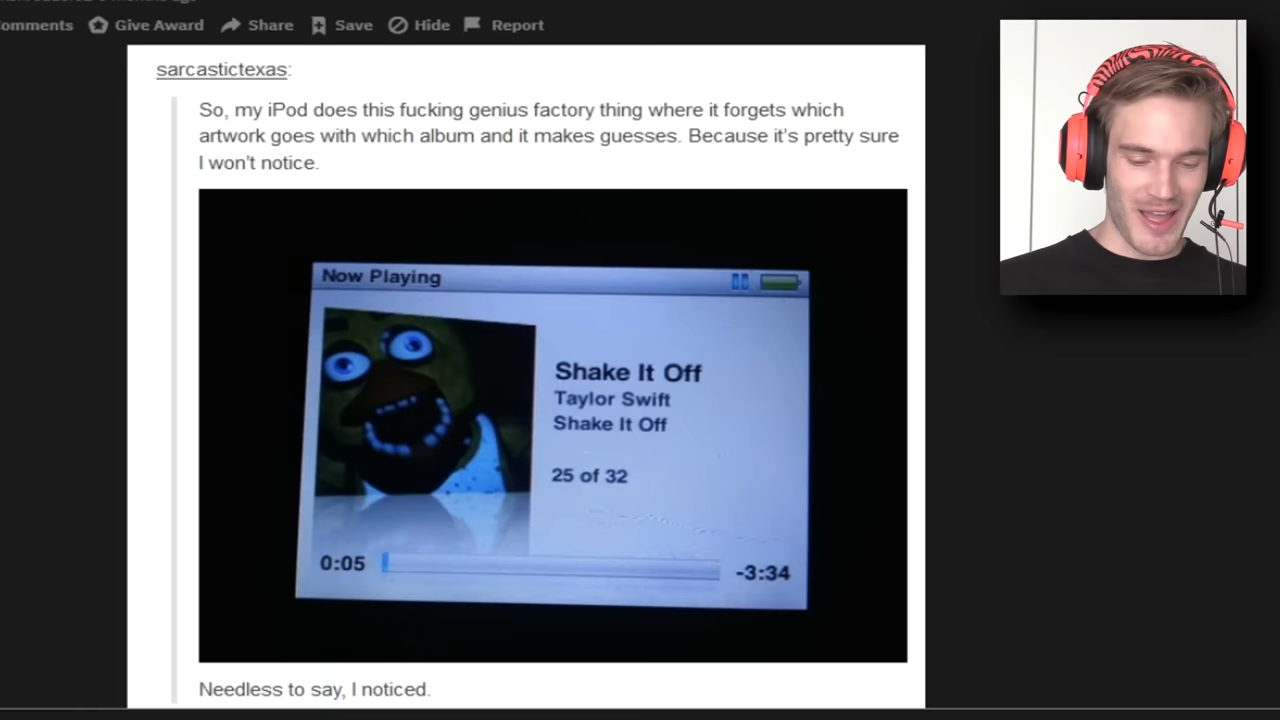 omments Give Award Share Save Hide Report
sarcastictexas:
So, my iPod does this fucking genius factory thing where it forgets which
artwork goes with which album and it makes guesses. Because it's pretty sure
I won't notice.
Now Playing
Shake It Off
Taylor Swift
Shake It Off
25 of 32
0:05
-3:34
Needless to say, I noticed.